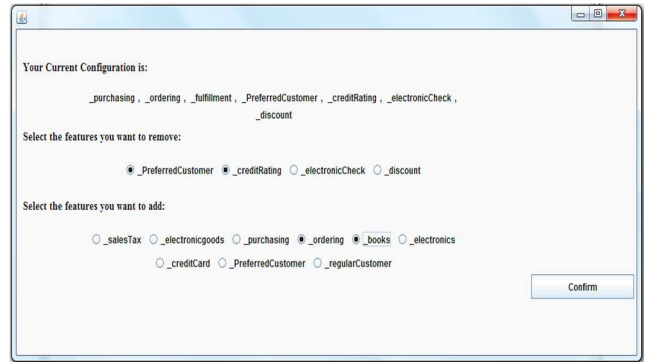 Your Current Configuration is:
_purchasing , _ordering , _fulfillment , _PreferredCustomer , _creditRating , _electronicCheck ,
_discount
Select the features you want to remove:
_PreferredCustomer _creditRating _electronicCheck _discount
Select the features you want to add:
_salesTax _electronicgoods _purchasing _ordering _books _electronics
_creditCard _PreferredCustomer _regularCustomer
Confirm